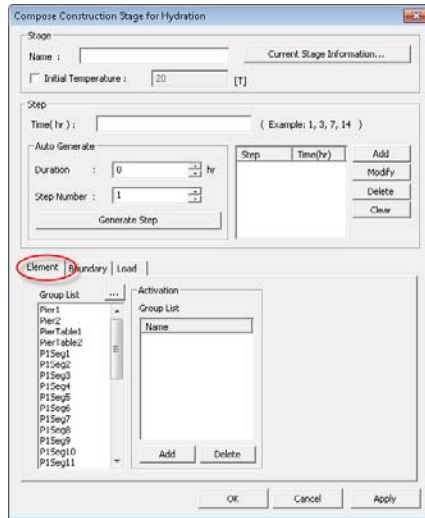 Compose Construction Stage for Hydration
Stage
Name :
Current Stage Information...
Initial Temperature :
20
[T]
Step
Time( hr ) :
( Example: 1, 3, 7, 14 )
Auto Generate
Duration : 0 hr
Step Number : 1
Generate Step
Step Time(hr)
Add
Modify
Delete
Clear
Element Boundary Load
Group List ...
Pier1
Pier2
PierTable1
PierTable2
P1Seg1
P1Seg2
P1Seg3
P1Seg4
P1Seg5
P1Seg6
P1Seg7
P1Seg8
P1Seg9
P1Seg10
P1Seg11
Activation
Group List
Name
Add Delete
OK Cancel Apply